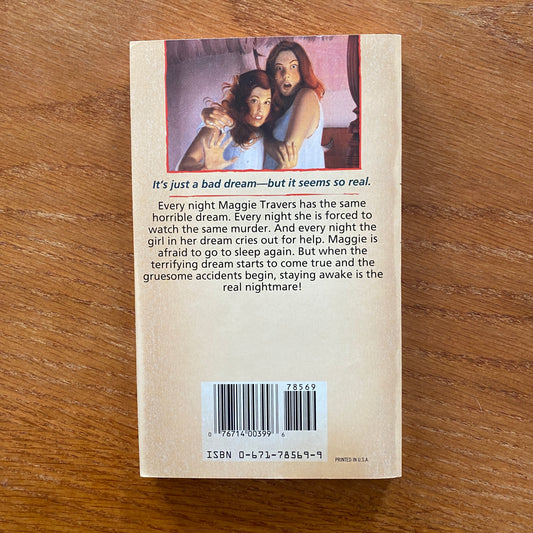 It's just a bad dream—but it seems so real.
Every night Maggie Travers has the same
horrible dream. Every night she is forced to
watch the same murder. And every night the
girl in her dream cries out for help. Maggie is
afraid to go to sleep again. But when the
terrifying dream starts to come true and the
gruesome accidents begin, staying awake is the
real nightmare!
78569
0 76714 00399 6
ISBN 0-671-78569-9
PRINTED IN U.S.A.